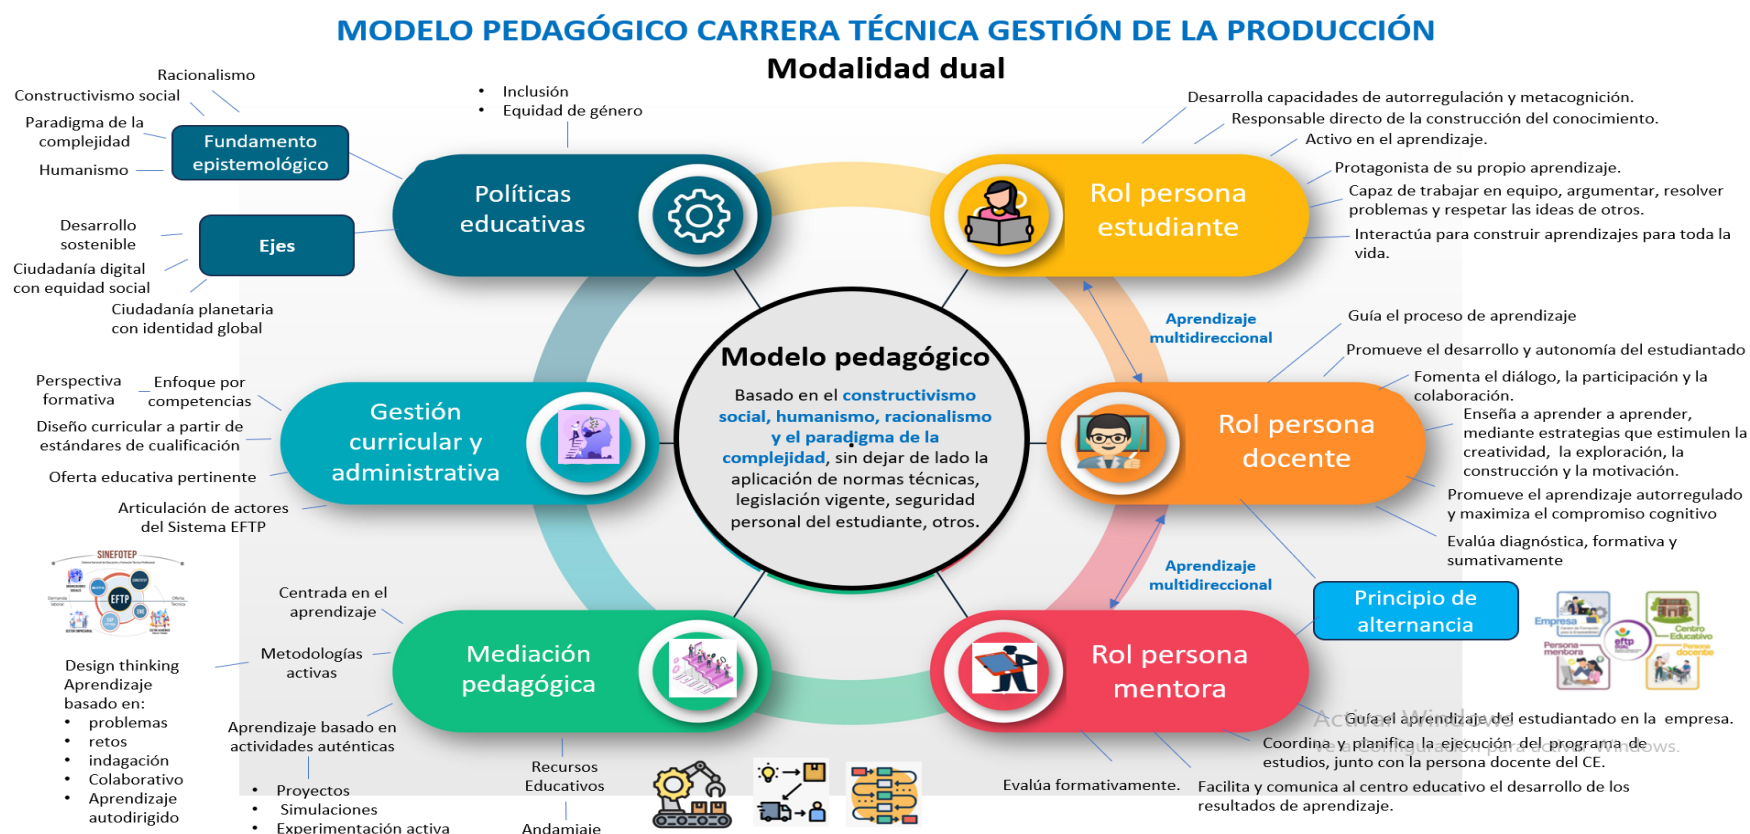 MODELO PEDAGÓGICO CARRERA TÉCNICA GESTIÓN DE LA PRODUCCIÓN
Modalidad dual
Racionalismo
Constructivismo social
Paradigma de la
complejidad
Humanismo
Fundamento
epistemológico
Desarrollo
sostenible
Ciudadanía digital
con equidad social
Ciudadanía planetaria
con identidad global
Ejes
• Inclusión
• Equidad de género
Políticas
educativas
Rol persona
estudiante
Desarrolla capacidades de autorregulación y metacognición.
Responsable directo de la construcción del conocimiento.
Activo en el aprendizaje.
Protagonista de su propio aprendizaje.
Capaz de trabajar en equipo, argumentar, resolver
problemas y respetar las ideas de otros.
Interactúa para construir aprendizajes para toda la
vida.
Aprendizaje
multidireccional
Modelo pedagógico
Basado en el constructivismo
social, humanismo, racionalismo
y el paradigma de la
complejidad, sin dejar de lado la
aplicación de normas técnicas,
legislación vigente, seguridad
personal del estudiante, otros.
Perspectiva
formativa
Enfoque por
competencias
Diseño curricular a partir de
estándares de cualificación
Oferta educativa pertinente
Articulación de actores
del Sistema EFTP
Gestión
curricular y
administrativa
Rol persona
docente
Guía el proceso de aprendizaje
Promueve el desarrollo y autonomía del estudiantado
Fomenta el diálogo, la participación y la
colaboración.
Enseña a aprender a aprender,
mediante estrategias que estimulen la
creatividad, la exploración, la
construcción y la motivación.
Promueve el aprendizaje autorregulado
y maximiza el compromiso cognitivo
Evalúa diagnóstica, formativa y
sumativamente
Aprendizaje
multidireccional
Principio de
alternancia
Empresa
Centro
Educativo
eftp
Persona
mentora
Persona
docente
SINEFOTEP
EFTP
Centrada en el
aprendizaje
Metodologías
activas
Design thinking
Aprendizaje
basado en:
• problemas
• retos
• indagación
• Colaborativo
• Aprendizaje
autodirigido
Aprendizaje basado en
actividades auténticas
• Proyectos
• Simulaciones
• Experimentación activa
Mediación
pedagógica
Recursos
Educativos
Andamiaje
Rol persona
mentora
Guía el aprendizaje del estudiantado en la empresa.
Coordina y planifica la ejecución del programa de
estudios, junto con la persona docente del CE.
Evalúa formativamente.
Facilita y comunica al centro educativo el desarrollo de los
resultados de aprendizaje.
Activar Windows
Ve a Configuración para activar Windows.